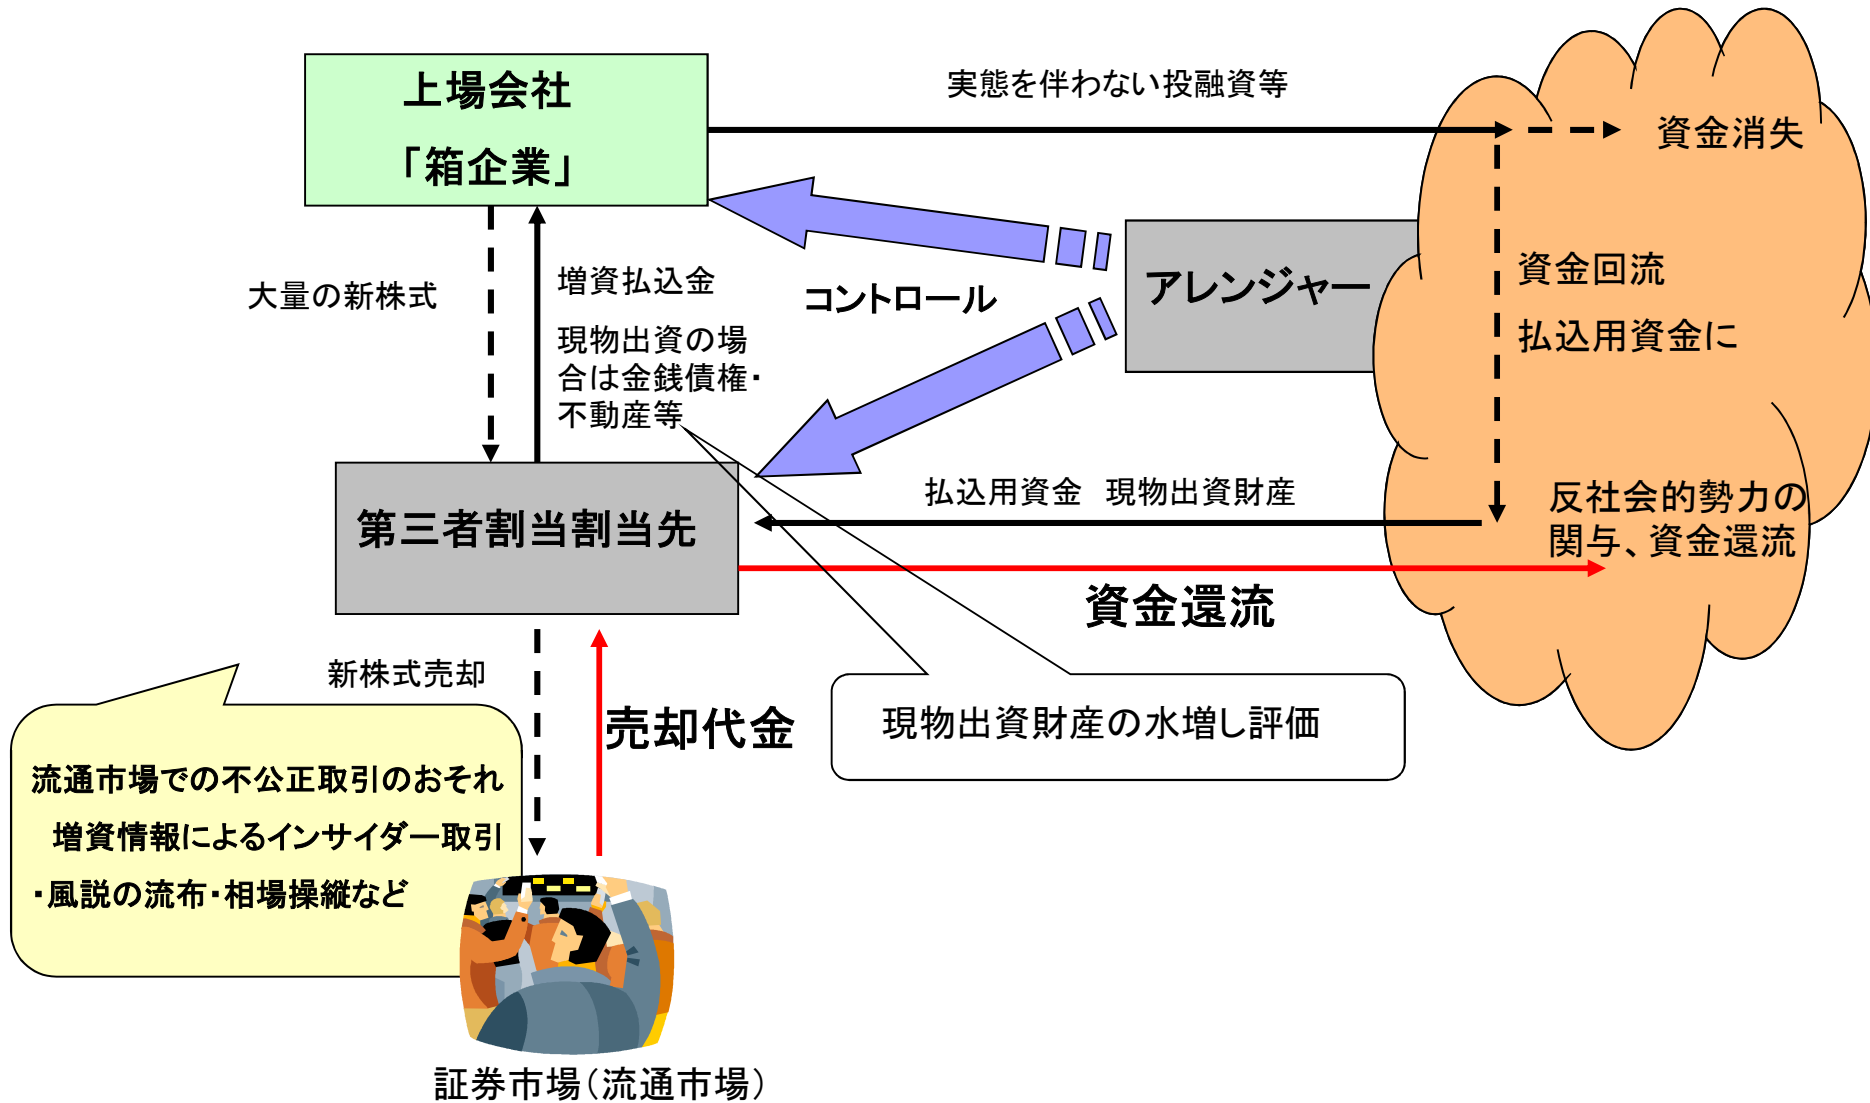 上場会社
「箱企業」
実態を伴わない投融資等
資金消失
大量の新株式
増資払込金
現物出資の場
合は金銭債権・
不動産等
コントロール
アレンジャー
資金回流
払込用資金に
第三者割当割当先
払込用資金　現物出資財産
反社会的勢力の
関与、資金還流
資金還流
新株式売却
売却代金
現物出資財産の水増し評価
流通市場での不公正取引のおそれ
増資情報によるインサイダー取引
・風説の流布・相場操縦など
証券市場（流通市場）